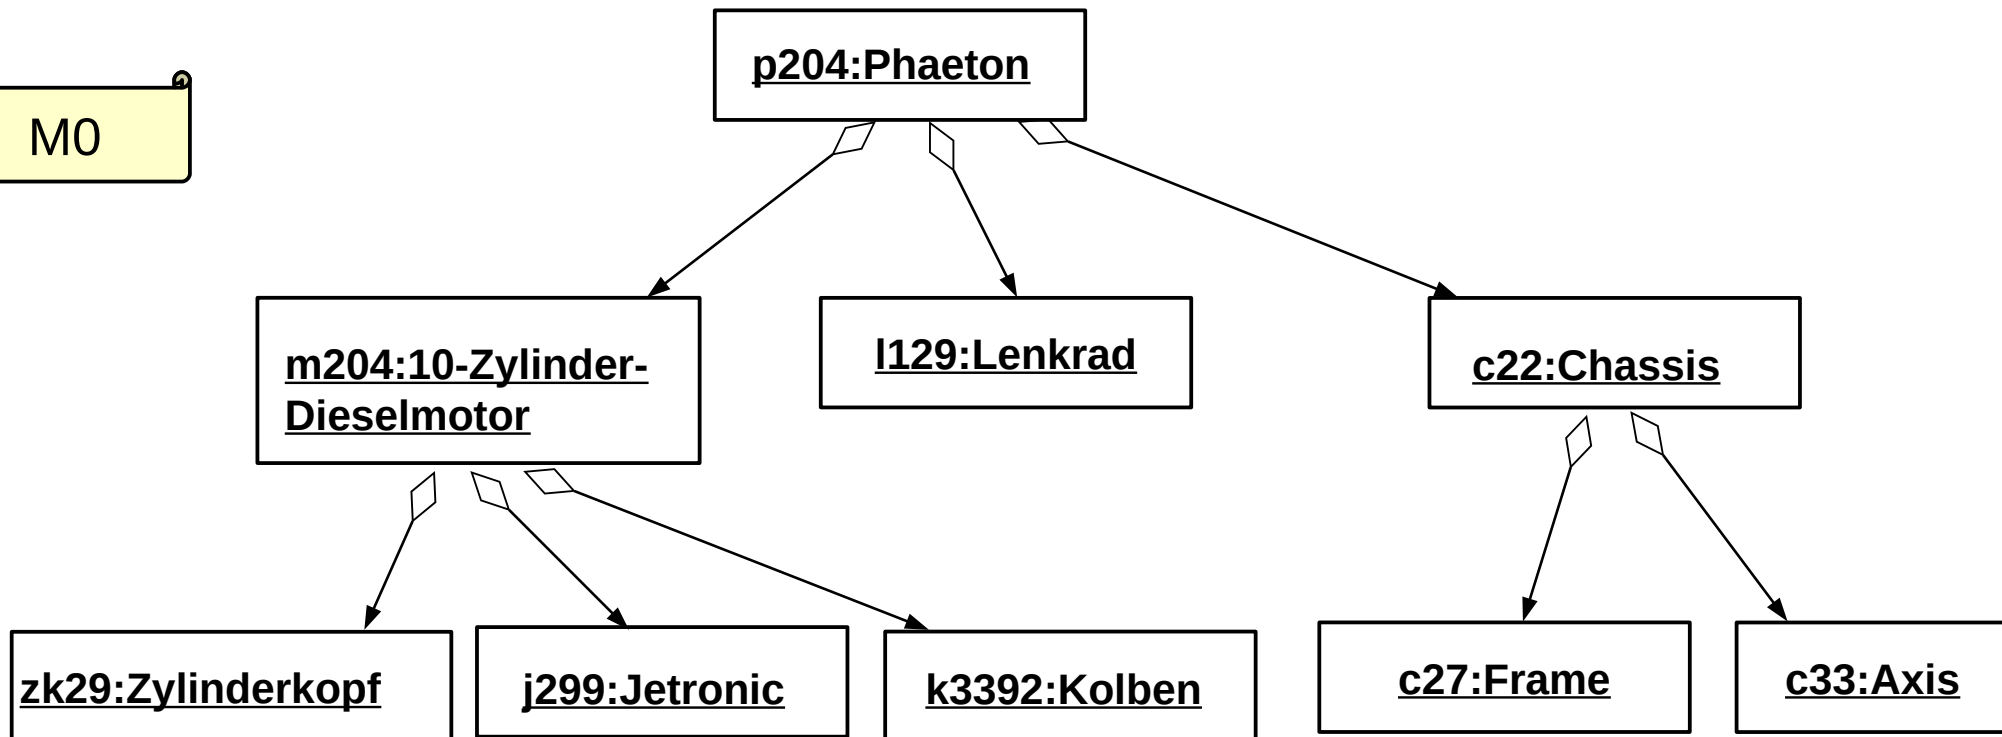 p204:Phaeton
M0
m204:10-Zylinder-
Dieselmotor
l129:Lenkrad
c22:Chassis
zk29:Zylinderkopf
j299:Jetronic
k3392:Kolben
c27:Frame
c33:Axis